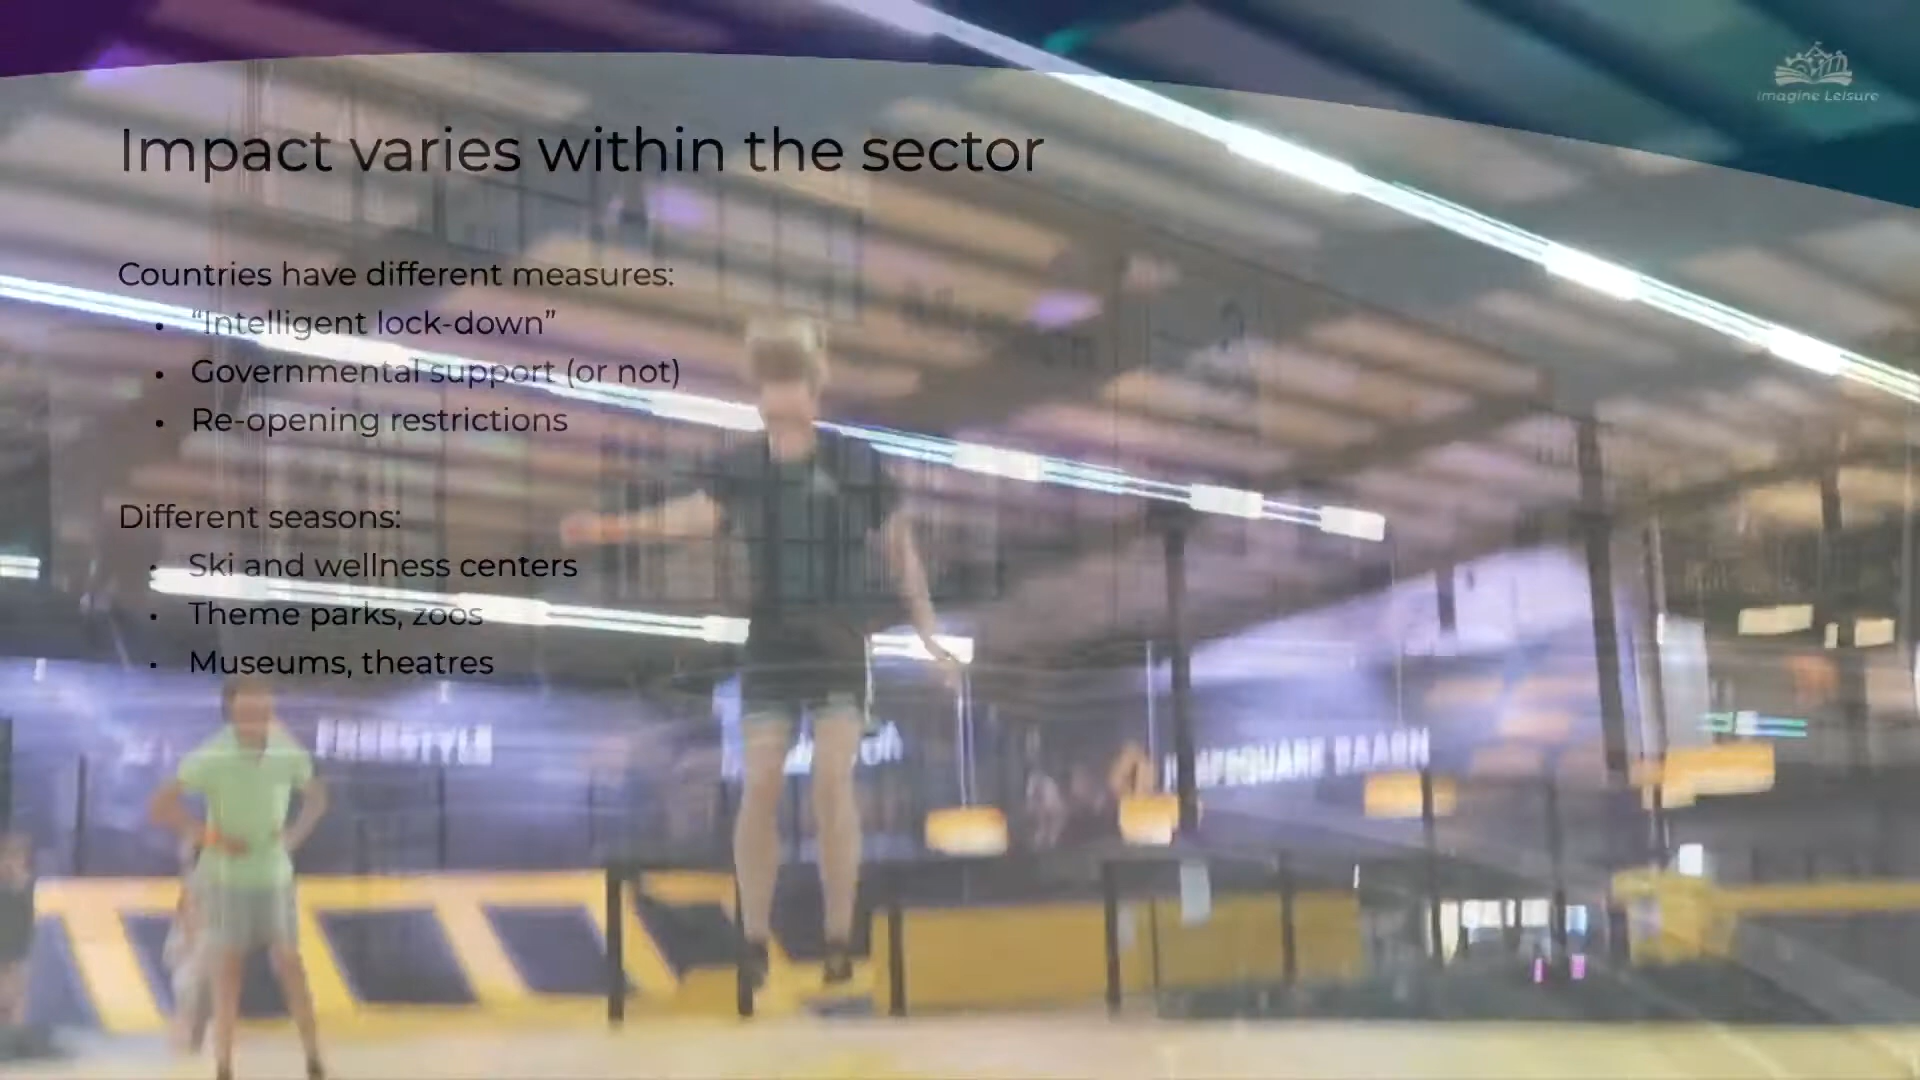 Imagine Leisure
Impact varies within the sector
Countries have different measures:
• “Intelligent lock-down”
• Governmental support (or not)
• Re-opening restrictions
Different seasons:
• Ski and wellness centers
• Theme parks, zoos
• Museums, theatres
FREESTYLE